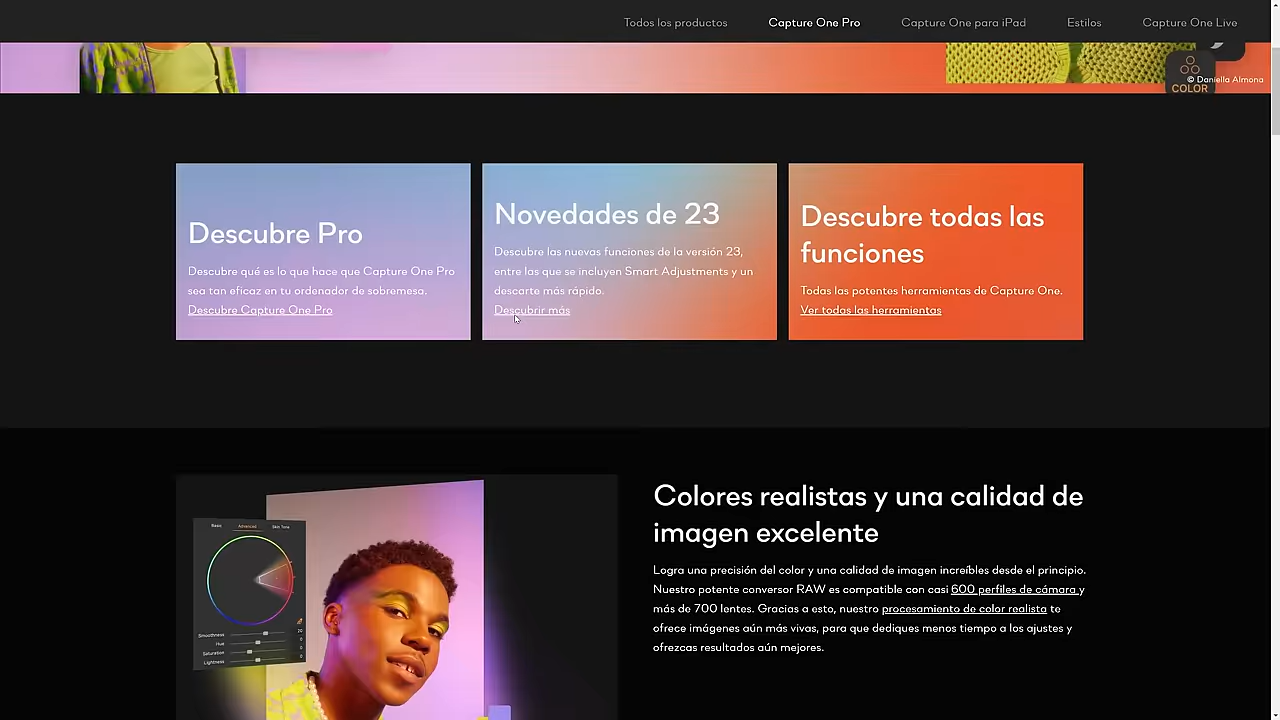 Todos los productos
Capture One Pro
Capture One para iPad
Estilos
Capture One Live
© Daniella Almona
COLOR
Descubre Pro
Descubre qué es lo que hace que Capture One Pro
sea tan eficaz en tu ordenador de sobremesa.
Descubre Capture One Pro
Novedades de 23
Descubre las nuevas funciones de la versión 23,
entre las que se incluyen Smart Adjustments y un
descarte más rápido.
Descubrir más
Descubre todas las
funciones
Todas las potentes herramientas de Capture One.
Ver todas las herramientas
Basic Advanced Skin Tone
Smoothness 20
Hue 0
Saturation 0
Lightness 0
Colores realistas y una calidad de
imagen excelente
Logra una precisión del color y una calidad de imagen increíbles desde el principio.
Nuestro potente conversor RAW es compatible con casi 600 perfiles de cámara y
más de 700 lentes. Gracias a esto, nuestro procesamiento de color realista te
ofrece imágenes aún más vivas, para que dediques menos tiempo a los ajustes y
ofrezcas resultados aún mejores.